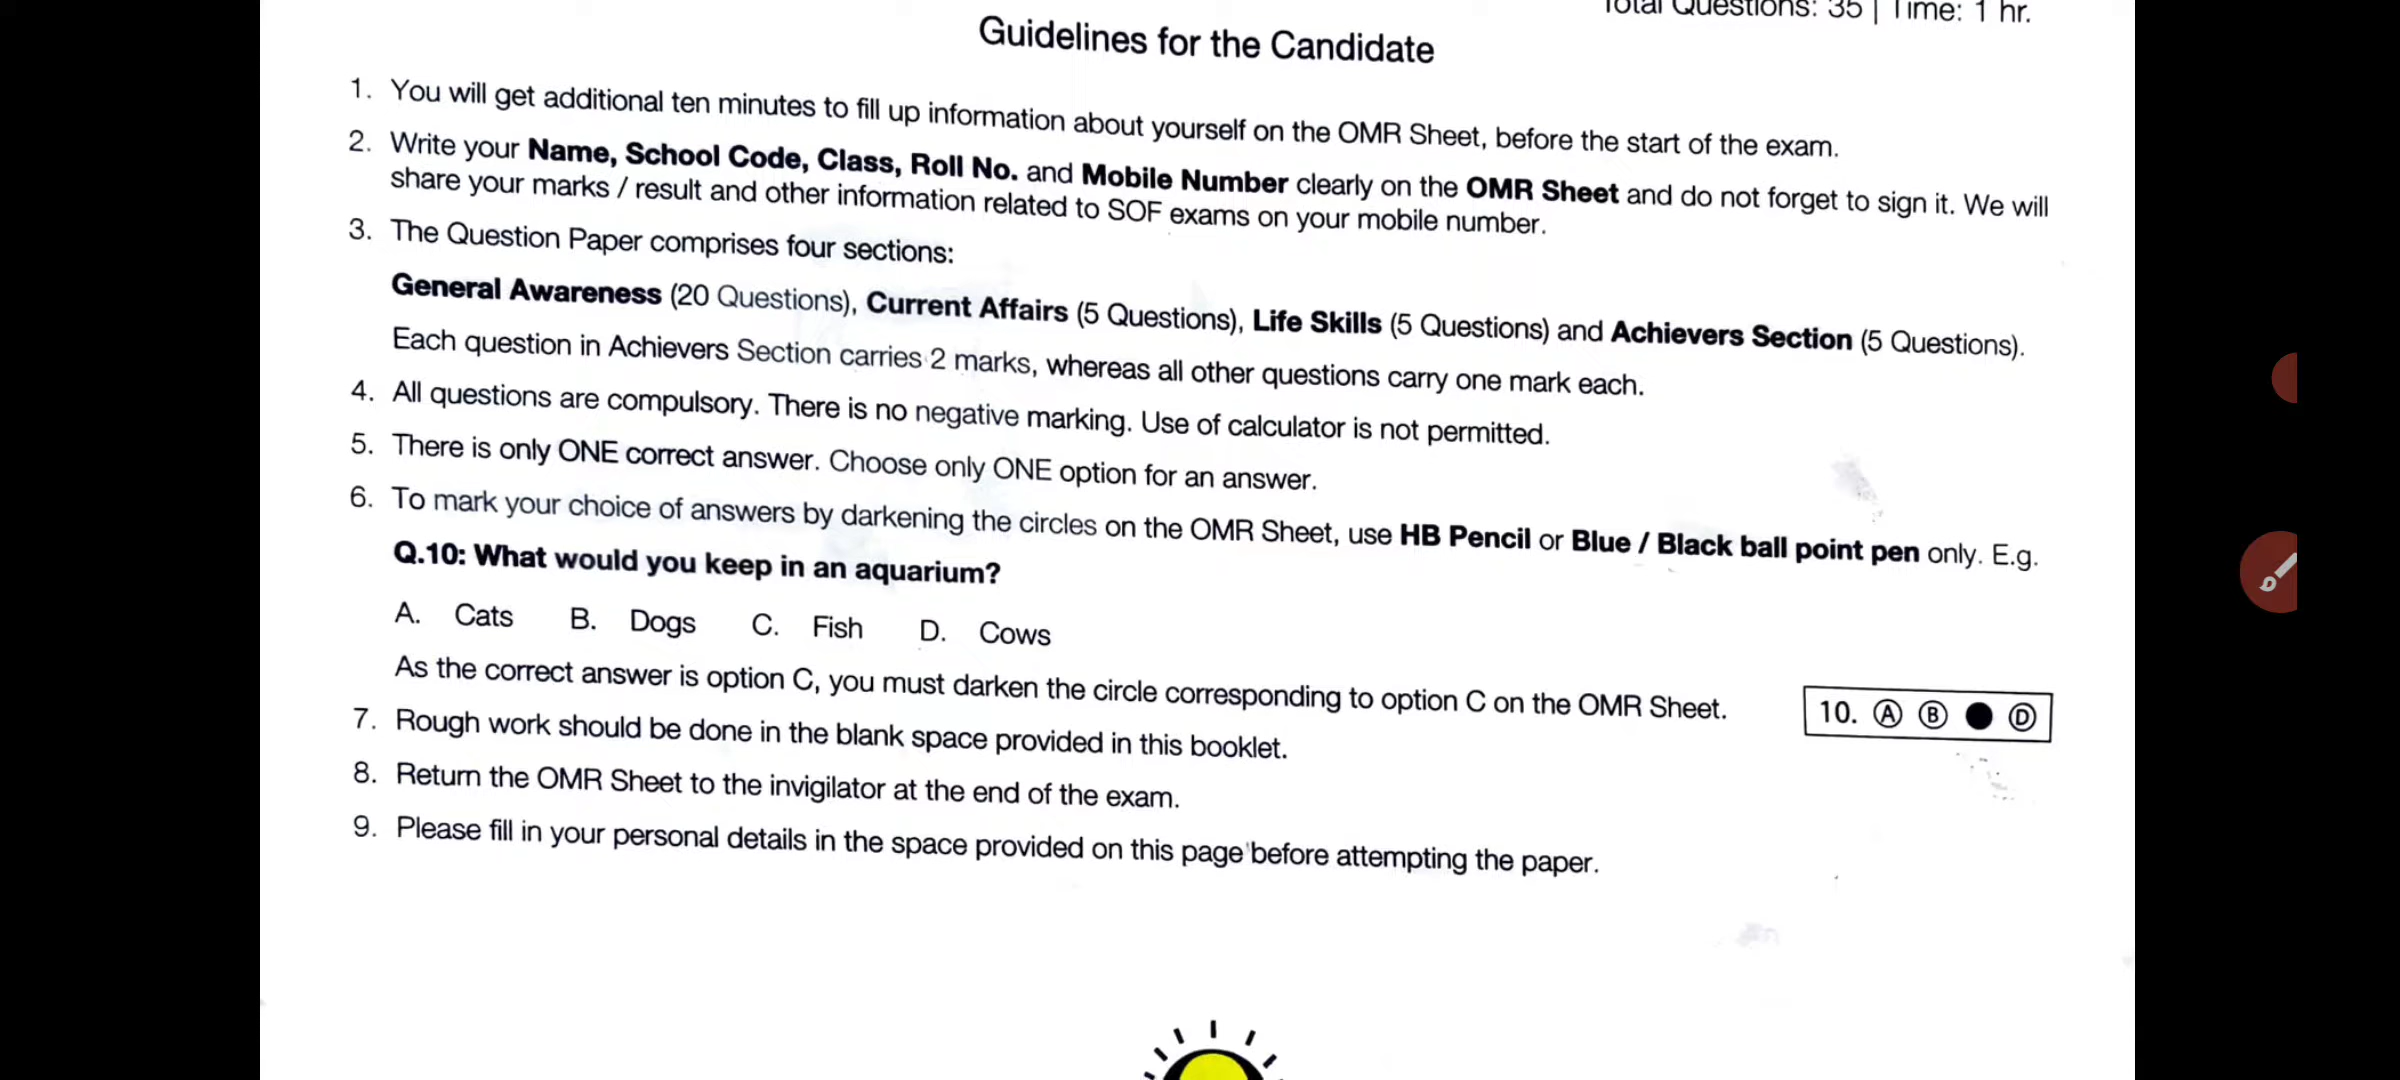 Total Questions: 35 | Time: 1 hr.
Guidelines for the Candidate
1. You will get additional ten minutes to fill up information about yourself on the OMR Sheet, before the start of the exam.
2. Write your Name, School Code, Class, Roll No. and Mobile Number clearly on the OMR Sheet and do not forget to sign it. We will
share your marks / result and other information related to SOF exams on your mobile number.
3. The Question Paper comprises four sections:
General Awareness (20 Questions), Current Affairs (5 Questions), Life Skills (5 Questions) and Achievers Section (5 Questions).
Each question in Achievers Section carries 2 marks, whereas all other questions carry one mark each.
4. All questions are compulsory. There is no negative marking. Use of calculator is not permitted.
5. There is only ONE correct answer. Choose only ONE option for an answer.
6. To mark your choice of answers by darkening the circles on the OMR Sheet, use HB Pencil or Blue / Black ball point pen only. E.g.
Q.10: What would you keep in an aquarium?
A. Cats B. Dogs C. Fish D. Cows
As the correct answer is option C, you must darken the circle corresponding to option C on the OMR Sheet.
10. A B D
7. Rough work should be done in the blank space provided in this booklet.
8. Return the OMR Sheet to the invigilator at the end of the exam.
9. Please fill in your personal details in the space provided on this page before attempting the paper.